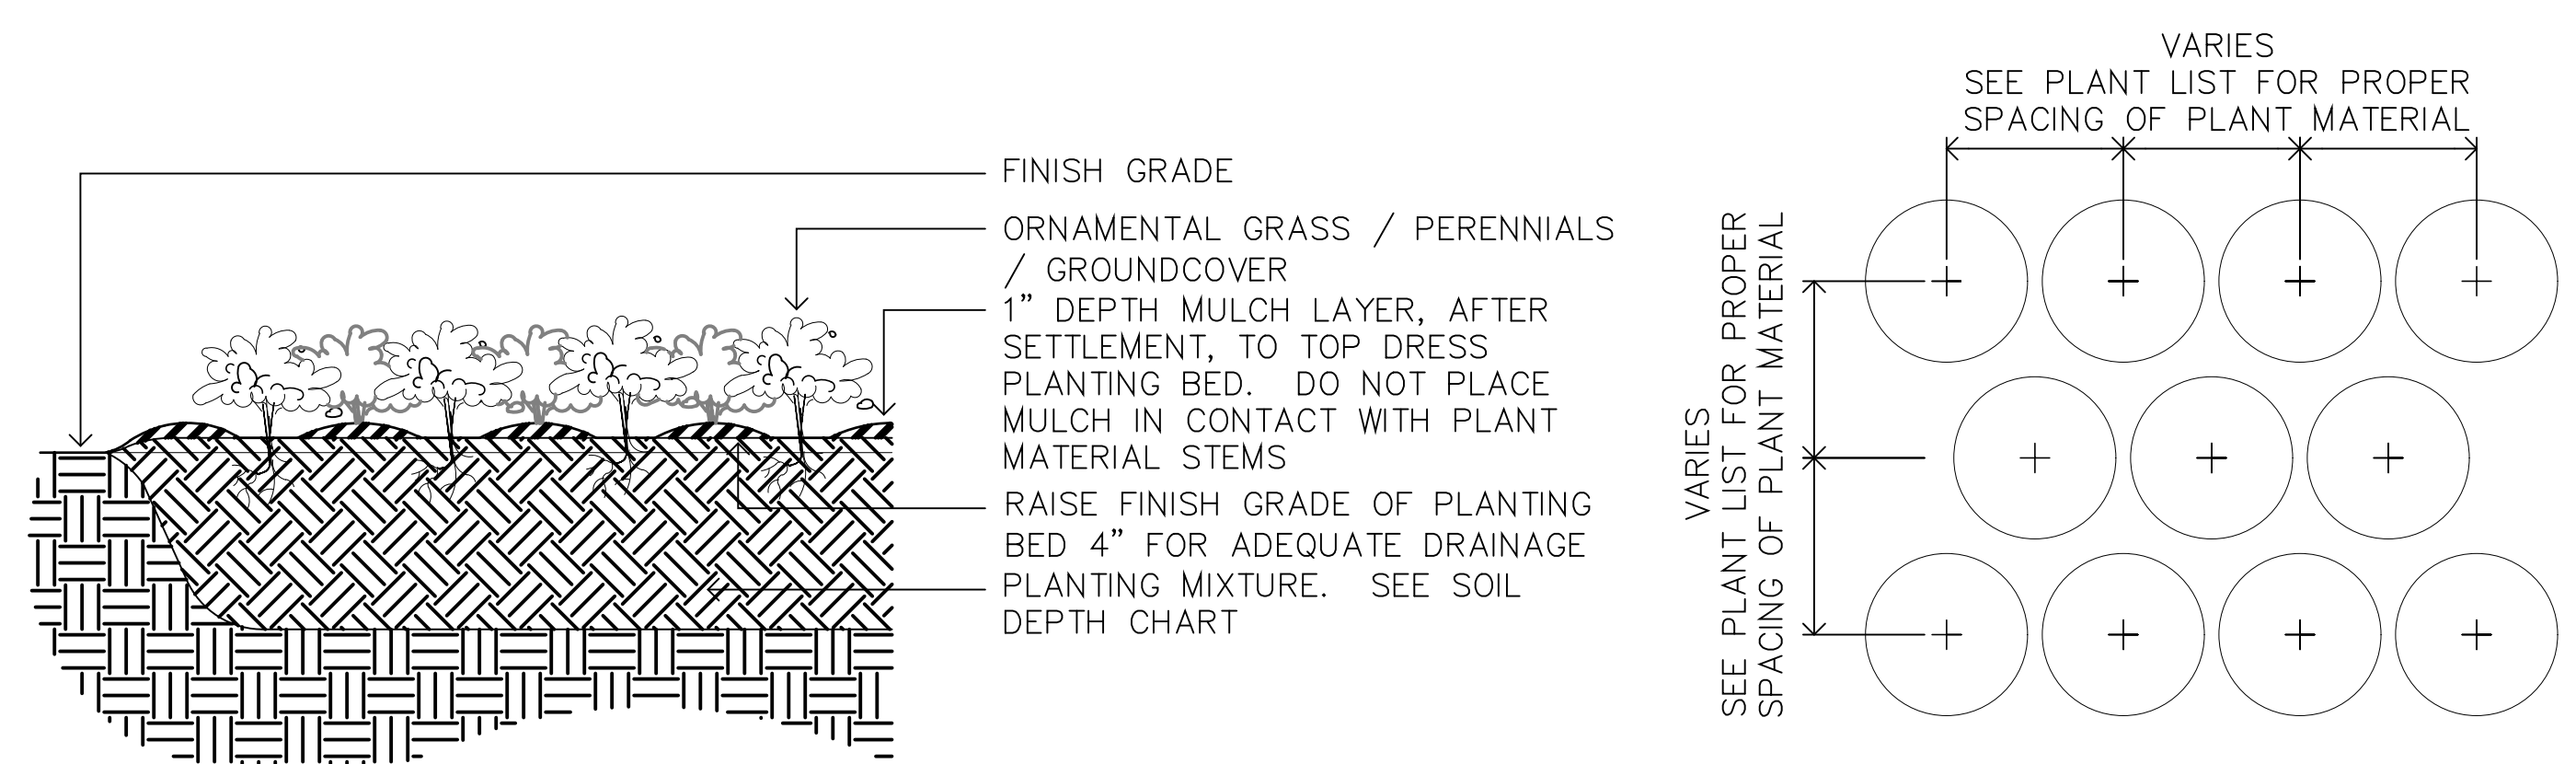 FINISH GRADE
ORNAMENTAL GRASS / PERENNIALS
/ GROUNDCOVER
1” DEPTH MULCH LAYER, AFTER
SETTLEMENT, TO TOP DRESS
PLANTING BED. DO NOT PLACE
MULCH IN CONTACT WITH PLANT
MATERIAL STEMS
RAISE FINISH GRADE OF PLANTING
BED 4” FOR ADEQUATE DRAINAGE
PLANTING MIXTURE. SEE SOIL
DEPTH CHART
VARIES
SEE PLANT LIST FOR PROPER
SPACING OF PLANT MATERIAL
VARIES
SEE PLANT LIST FOR PROPER
SPACING OF PLANT MATERIAL